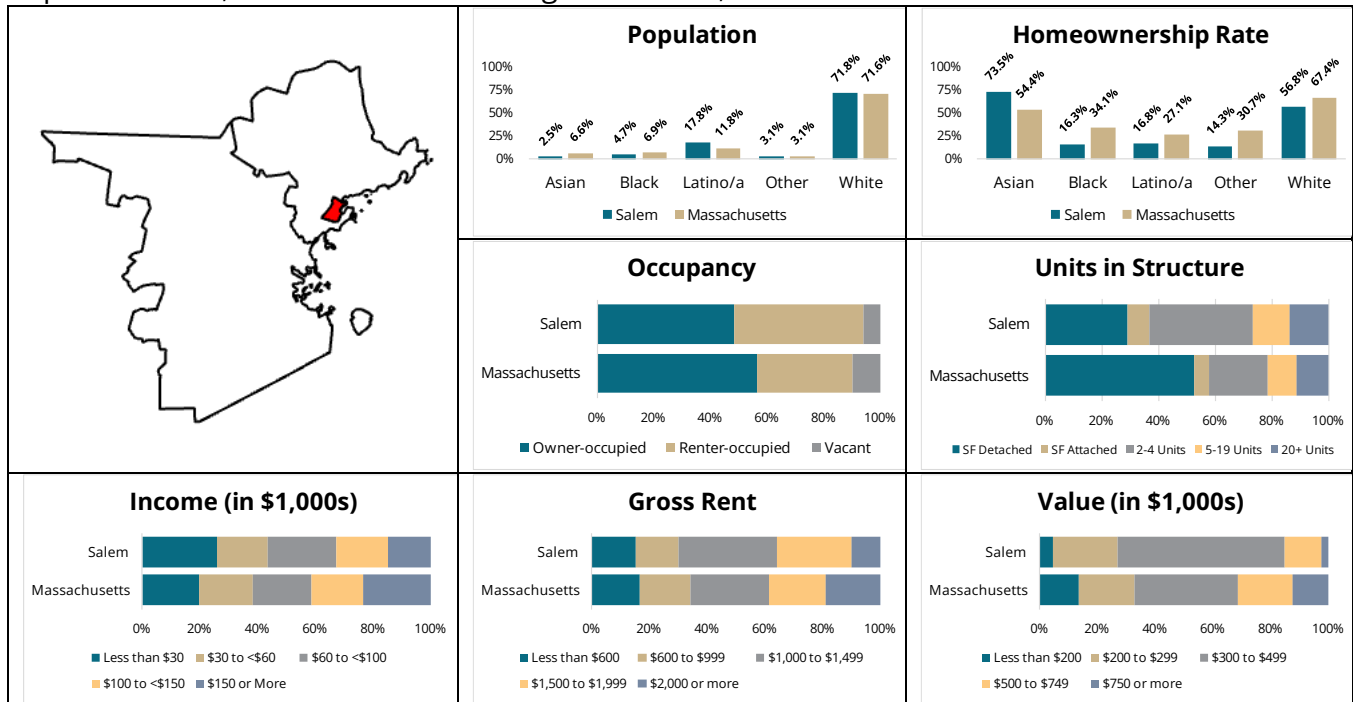 Population
100%
75%
50%
25%
0%
2.5% 6.6% 4.7% 6.9% 17.8% 11.8% 3.1% 3.1% 71.8% 71.6%
Asian Black Latino/a Other White
Salem Massachusetts
Homeownership Rate
100%
75%
50%
25%
0%
73.5% 54.4% 16.3% 34.1% 16.8% 27.1% 14.3% 30.7% 56.8% 67.4%
Asian Black Latino/a Other White
Salem Massachusetts
Occupancy
Salem
Massachusetts
0% 20% 40% 60% 80% 100%
Owner-occupied Renter-occupied Vacant
Units in Structure
Salem
Massachusetts
0% 20% 40% 60% 80% 100%
SF Detached SF Attached 2-4 Units 5-19 Units 20+ Units
Income (in $1,000s)
Salem
Massachusetts
0% 20% 40% 60% 80% 100%
Less than $30 $30 to <$60 $60 to <$100
$100 to <$150 $150 or More
Gross Rent
Salem
Massachusetts
0% 20% 40% 60% 80% 100%
Less than $600 $600 to $999 $1,000 to $1,499
$1,500 to $1,999 $2,000 or more
Value (in $1,000s)
Salem
Massachusetts
0% 20% 40% 60% 80% 100%
Less than $200 $200 to $299 $300 to $499
$500 to $749 $750 or more